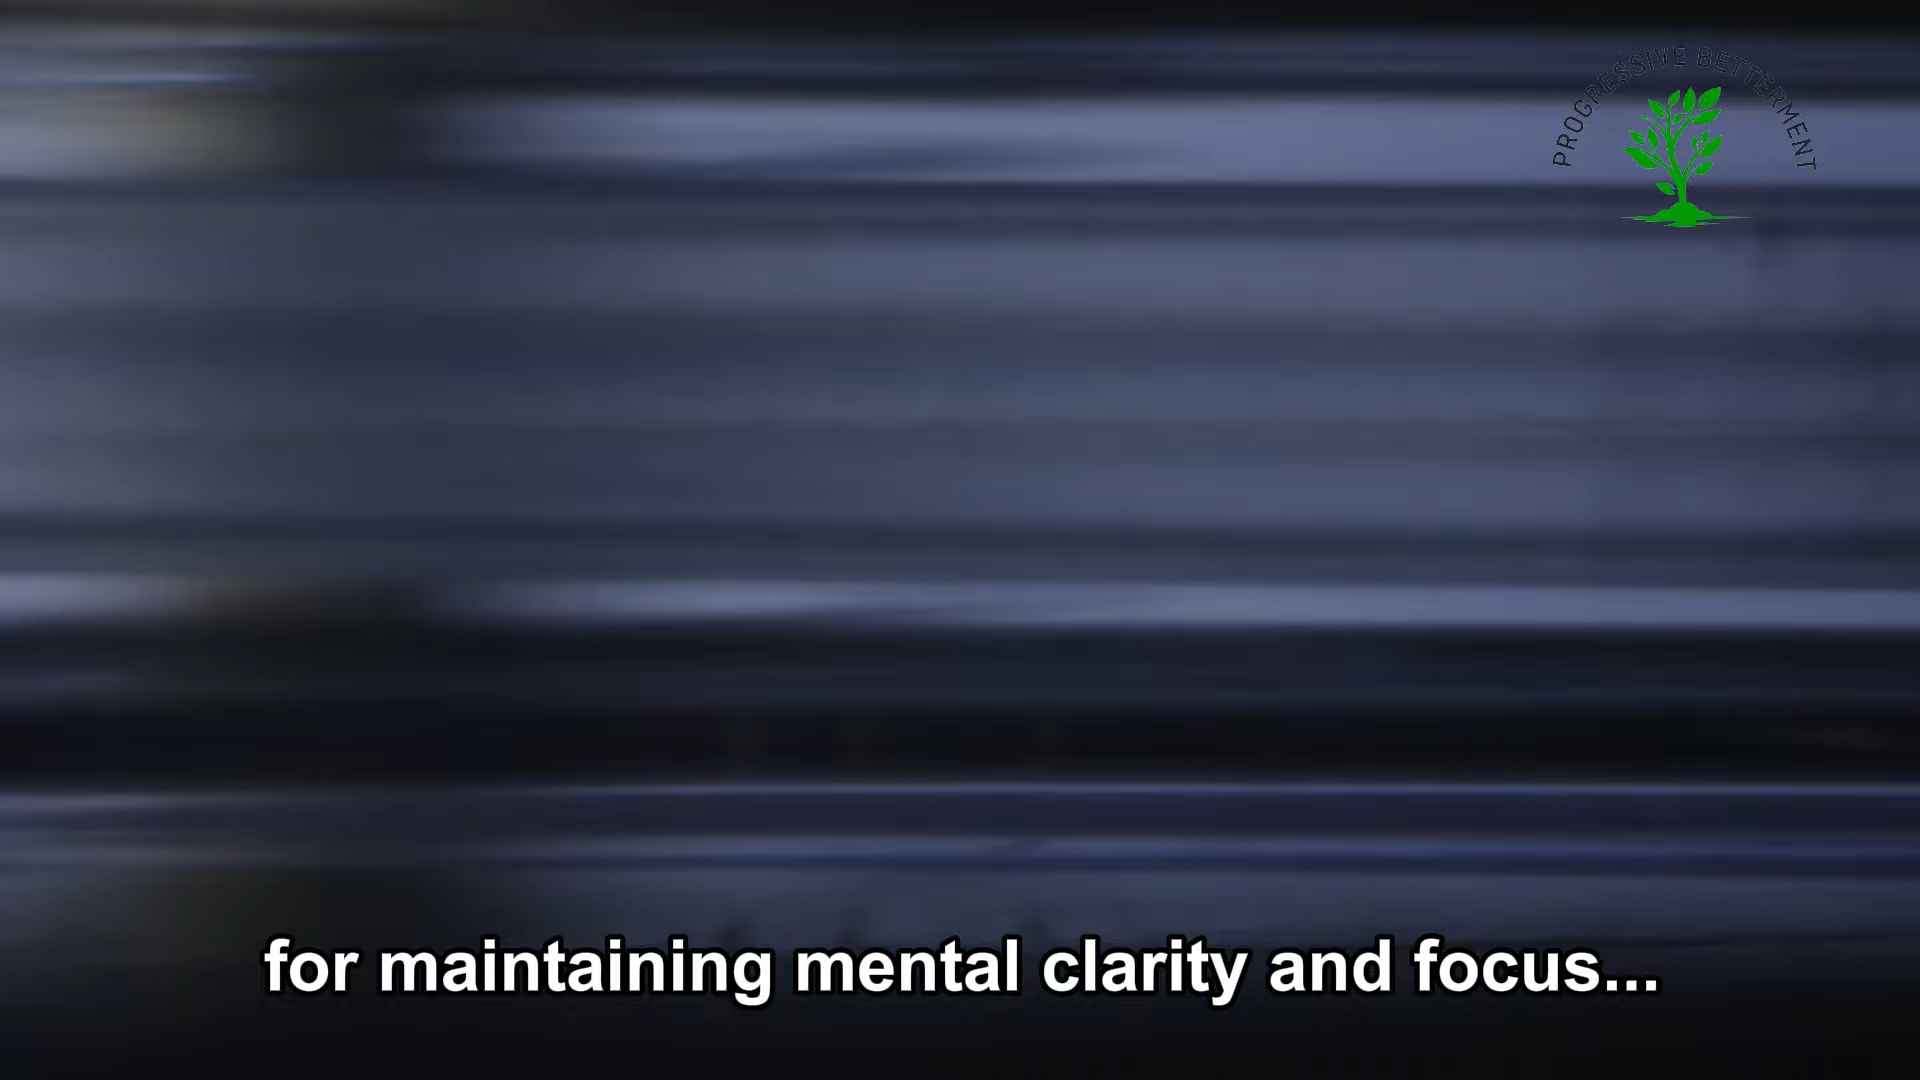 PROGRESSIVE BETTERMENT
for maintaining mental clarity and focus...